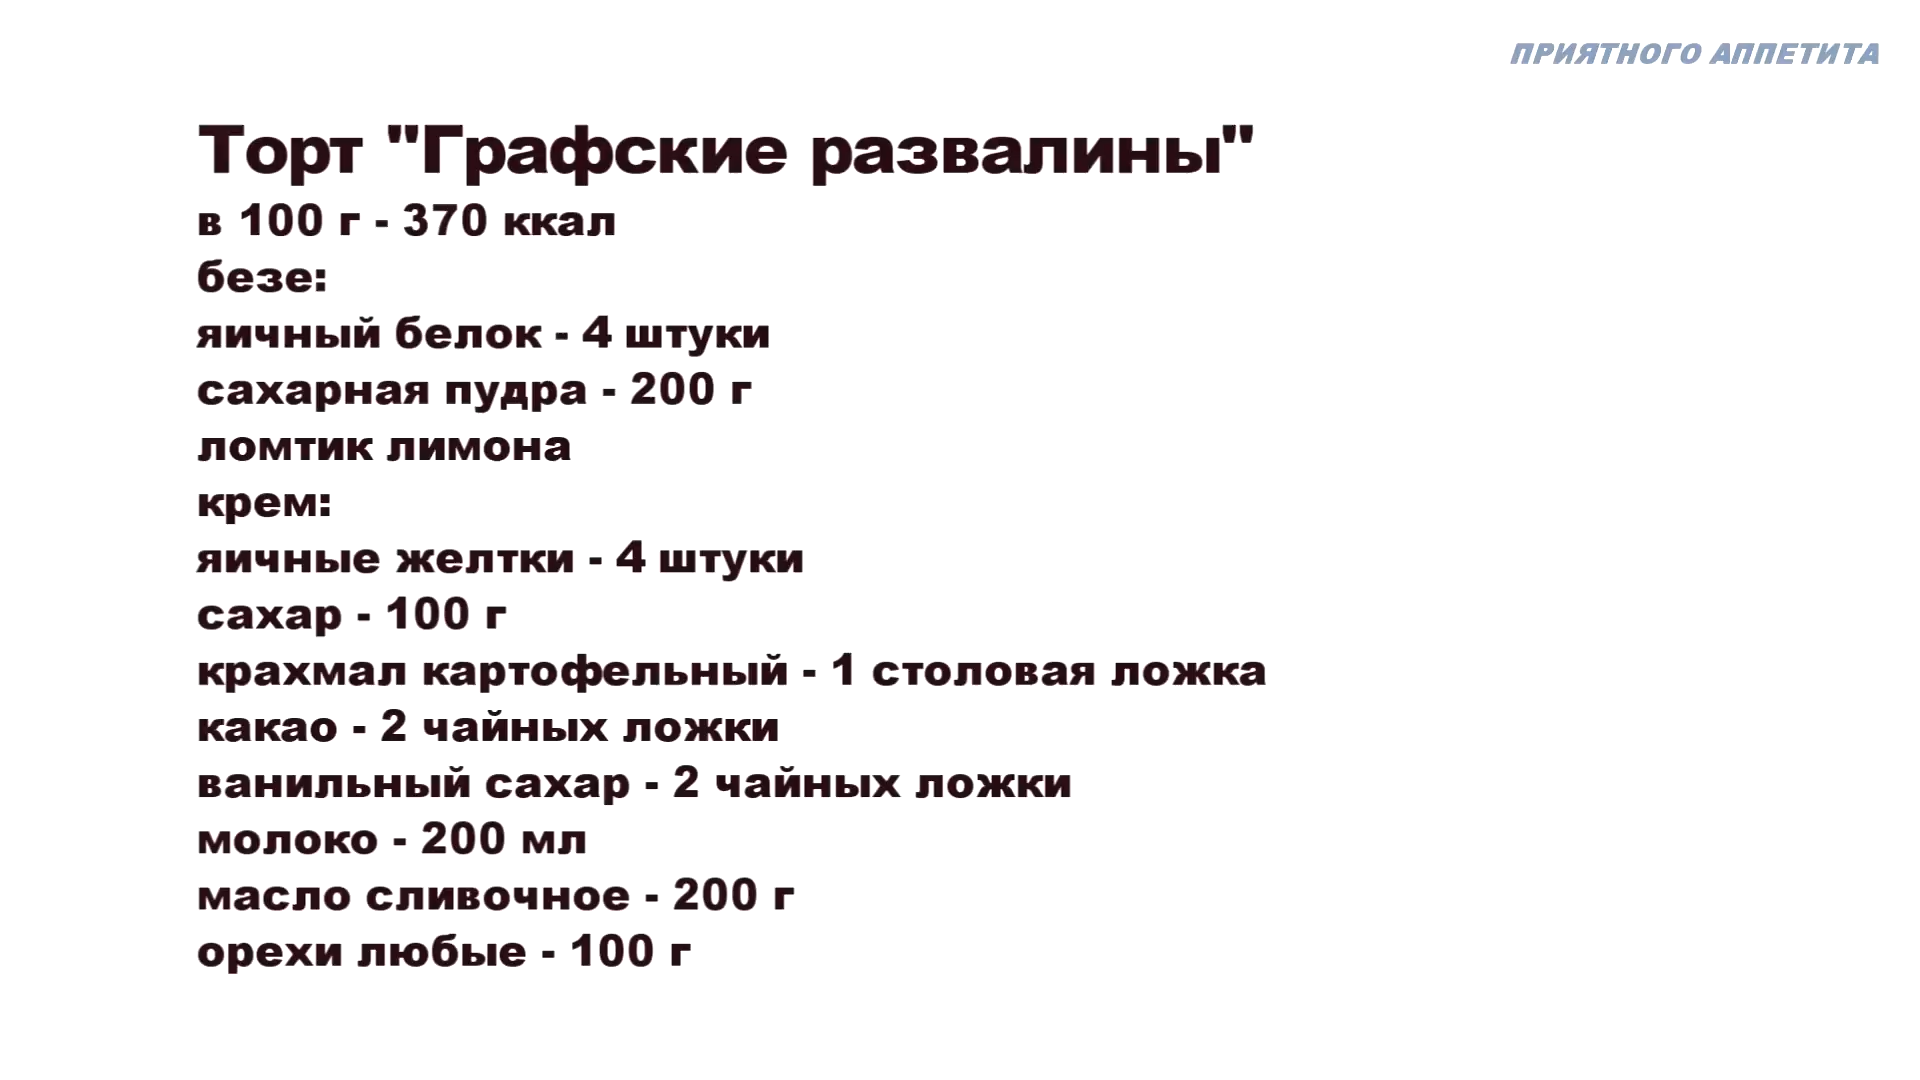 ПРИЯТНОГО АППЕТИТА
Торт "Графские развалины"
в 100 г - 370 ккал
безе:
яичный белок - 4 штуки
сахарная пудра - 200 г
ломтик лимона
крем:
яичные желтки - 4 штуки
сахар - 100 г
крахмал картофельный - 1 столовая ложка
какао - 2 чайных ложки
ванильный сахар - 2 чайных ложки
молоко - 200 мл
масло сливочное - 200 г
орехи любые - 100 г